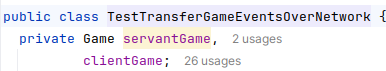 public class TestTransferGameEventsOverNetwork {
private Game servantGame, 2 usages
clientGame; 26 usages